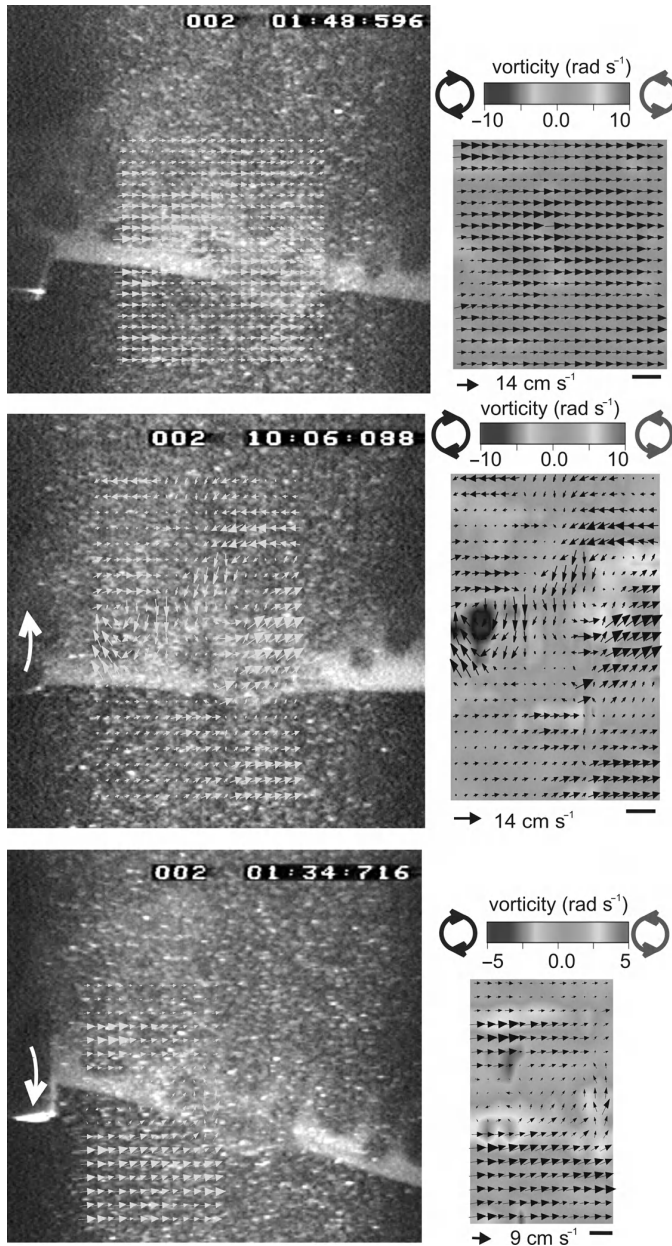 002 01:48:596
vorticity (rad s⁻¹)
−10 0.0 10
14 cm s⁻¹
002 10:06:088
vorticity (rad s⁻¹)
−10 0.0 10
14 cm s⁻¹
002 01:34:716
vorticity (rad s⁻¹)
−5 0.0 5
9 cm s⁻¹